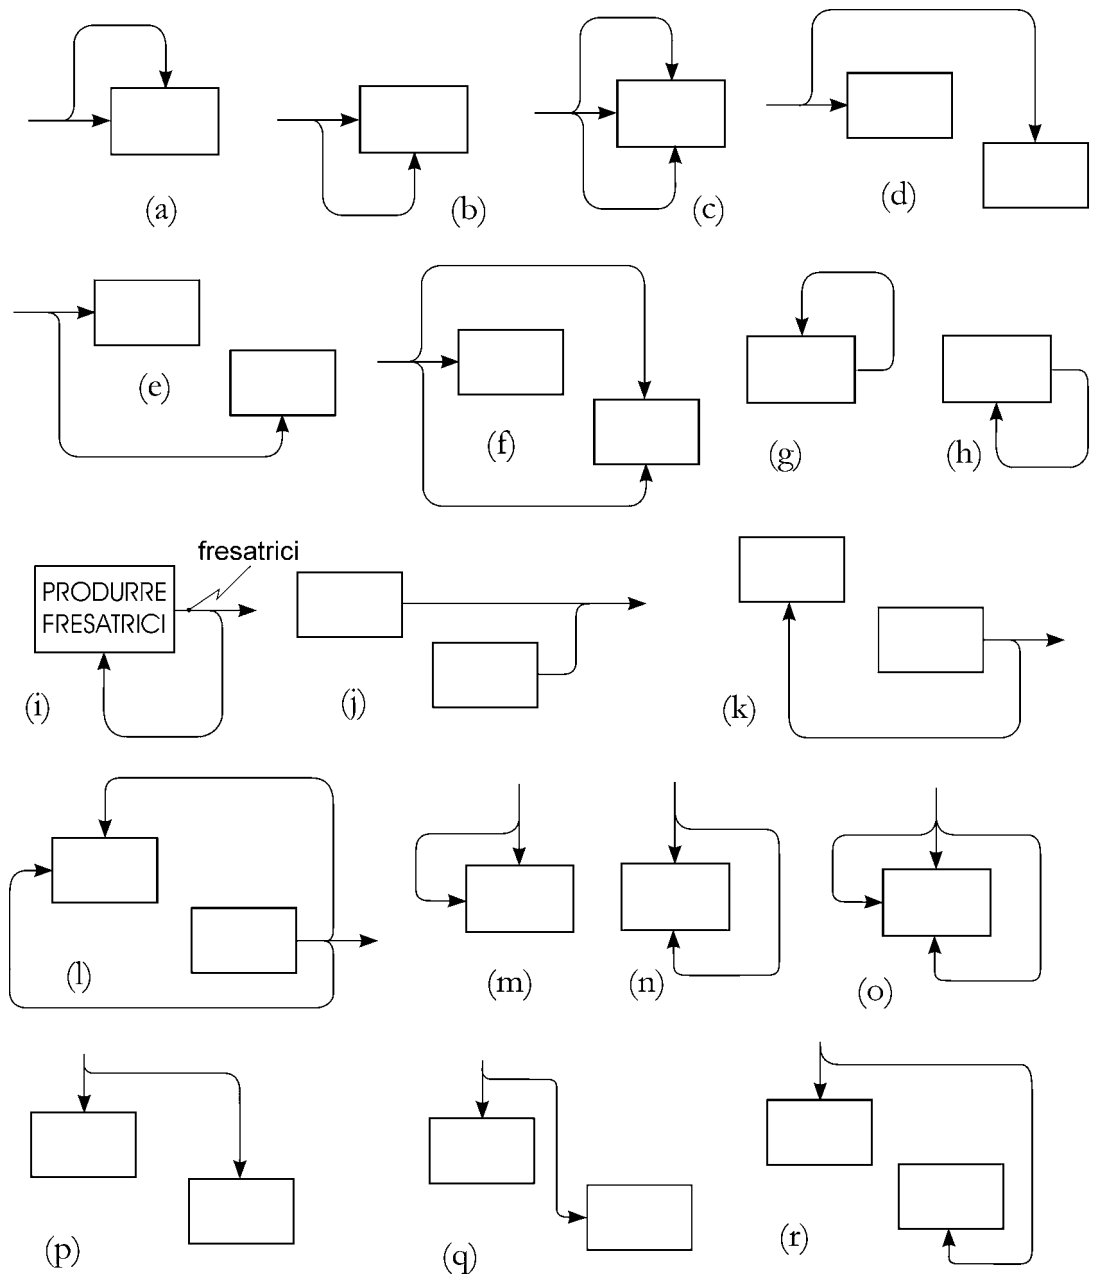 (a)
(b)
(c)
(d)
(e)
(f)
(g)
(h)
fresatrici
PRODURRE
FRESATRICI
(i)
(j)
(k)
(l)
(m)
(n)
(o)
(p)
(q)
(r)